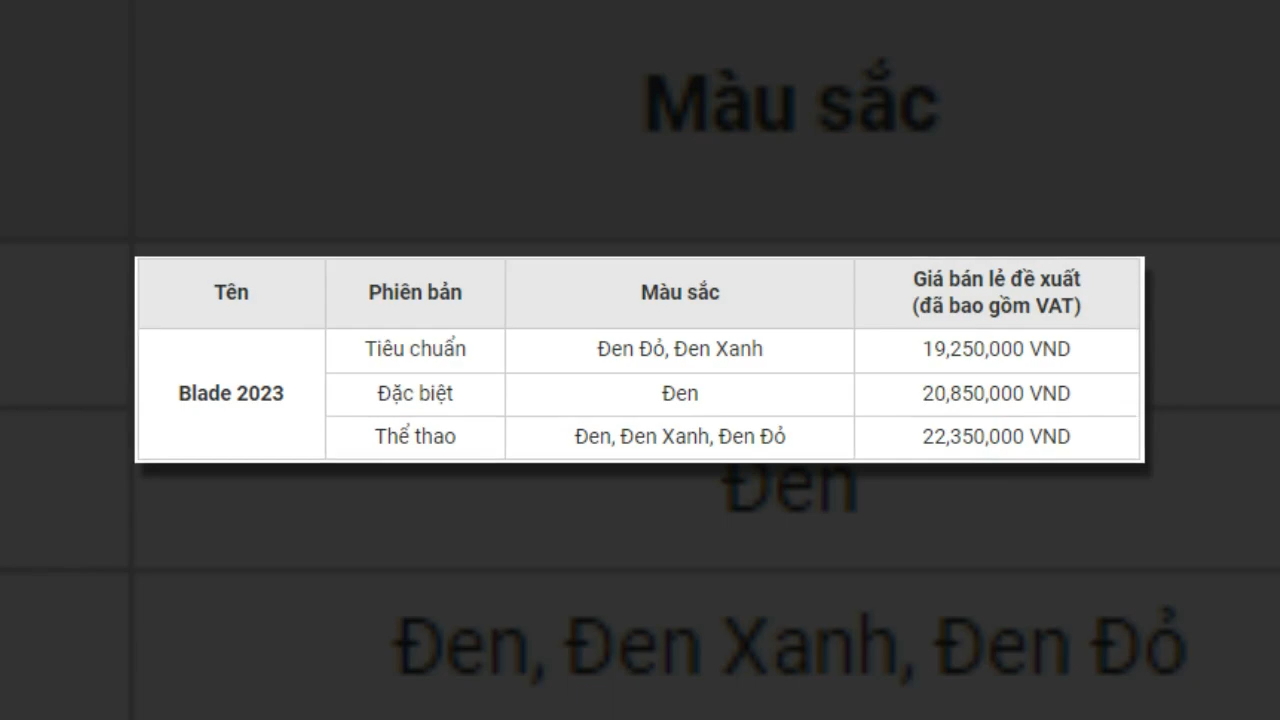 Màu sắc
Tên Phiên bản Màu sắc Giá bán lẻ đề xuất
(đã bao gồm VAT)
Tiêu chuẩn Đen Đỏ, Đen Xanh 19,250,000 VND
Blade 2023 Đặc biệt Đen 20,850,000 VND
Thể thao Đen, Đen Xanh, Đen Đỏ 22,350,000 VND
Đen
Đen, Đen Xanh, Đen Đỏ